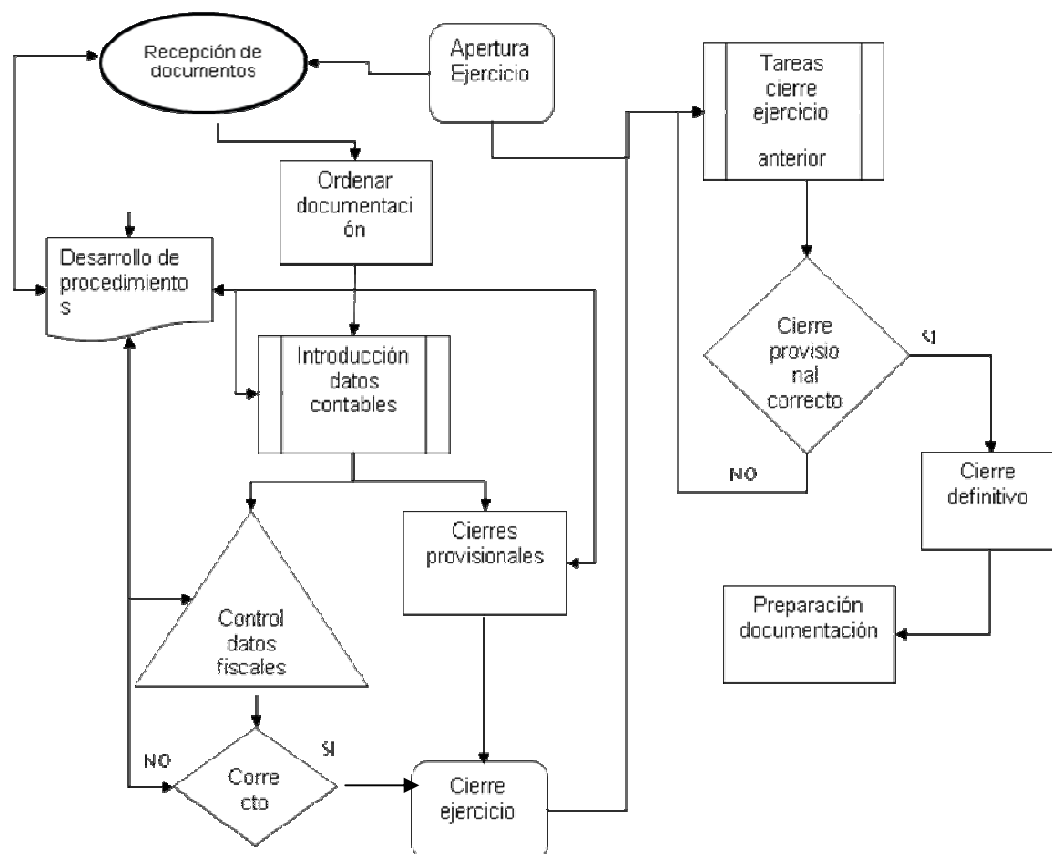 Recepción de
documentos
Apertura
Ejercicio
Tareas
cierre
ejercicio
anterior
Ordenar
documentaci
ón
Desarrollo de
procedimiento
s
Introducción
datos
contables
Cierre
provisio
nal
correcto
SI
NO
Cierre
definitivo
Cierres
provisionales
Control
datos
fiscales
Preparación
documentación
NO
SI
Corre
cto
Cierre
ejercicio